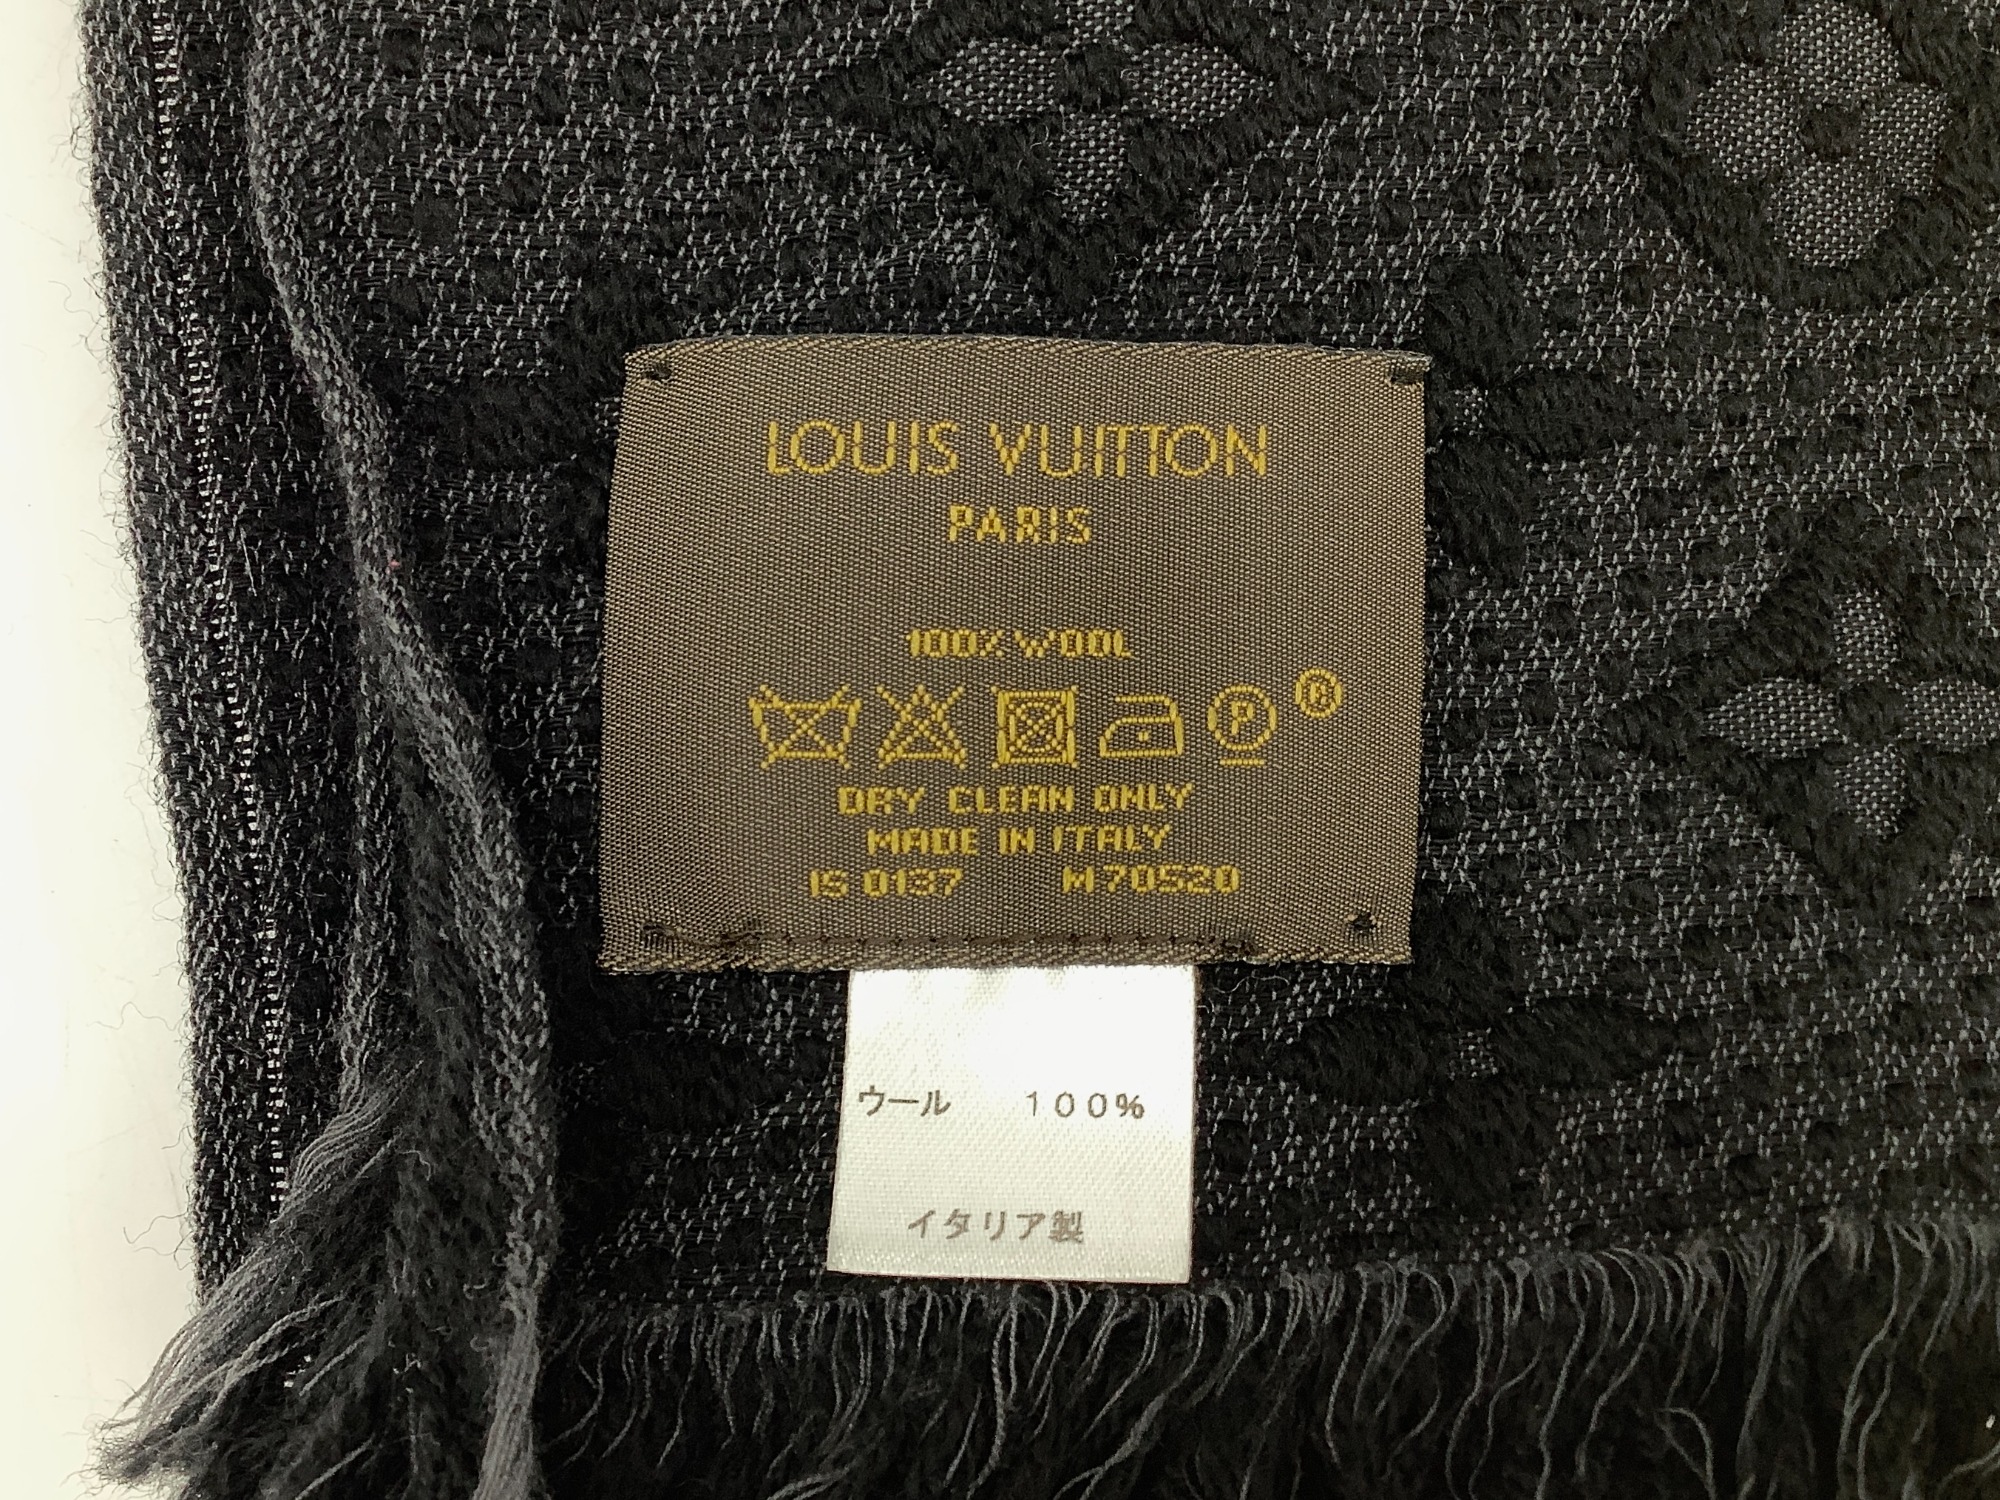 LOUIS VUITTON
PARIS
100% WOOL
P ®
DRY CLEAN ONLY
MADE IN ITALY
IS 0137 M70520
ウール 100%
イタリア製